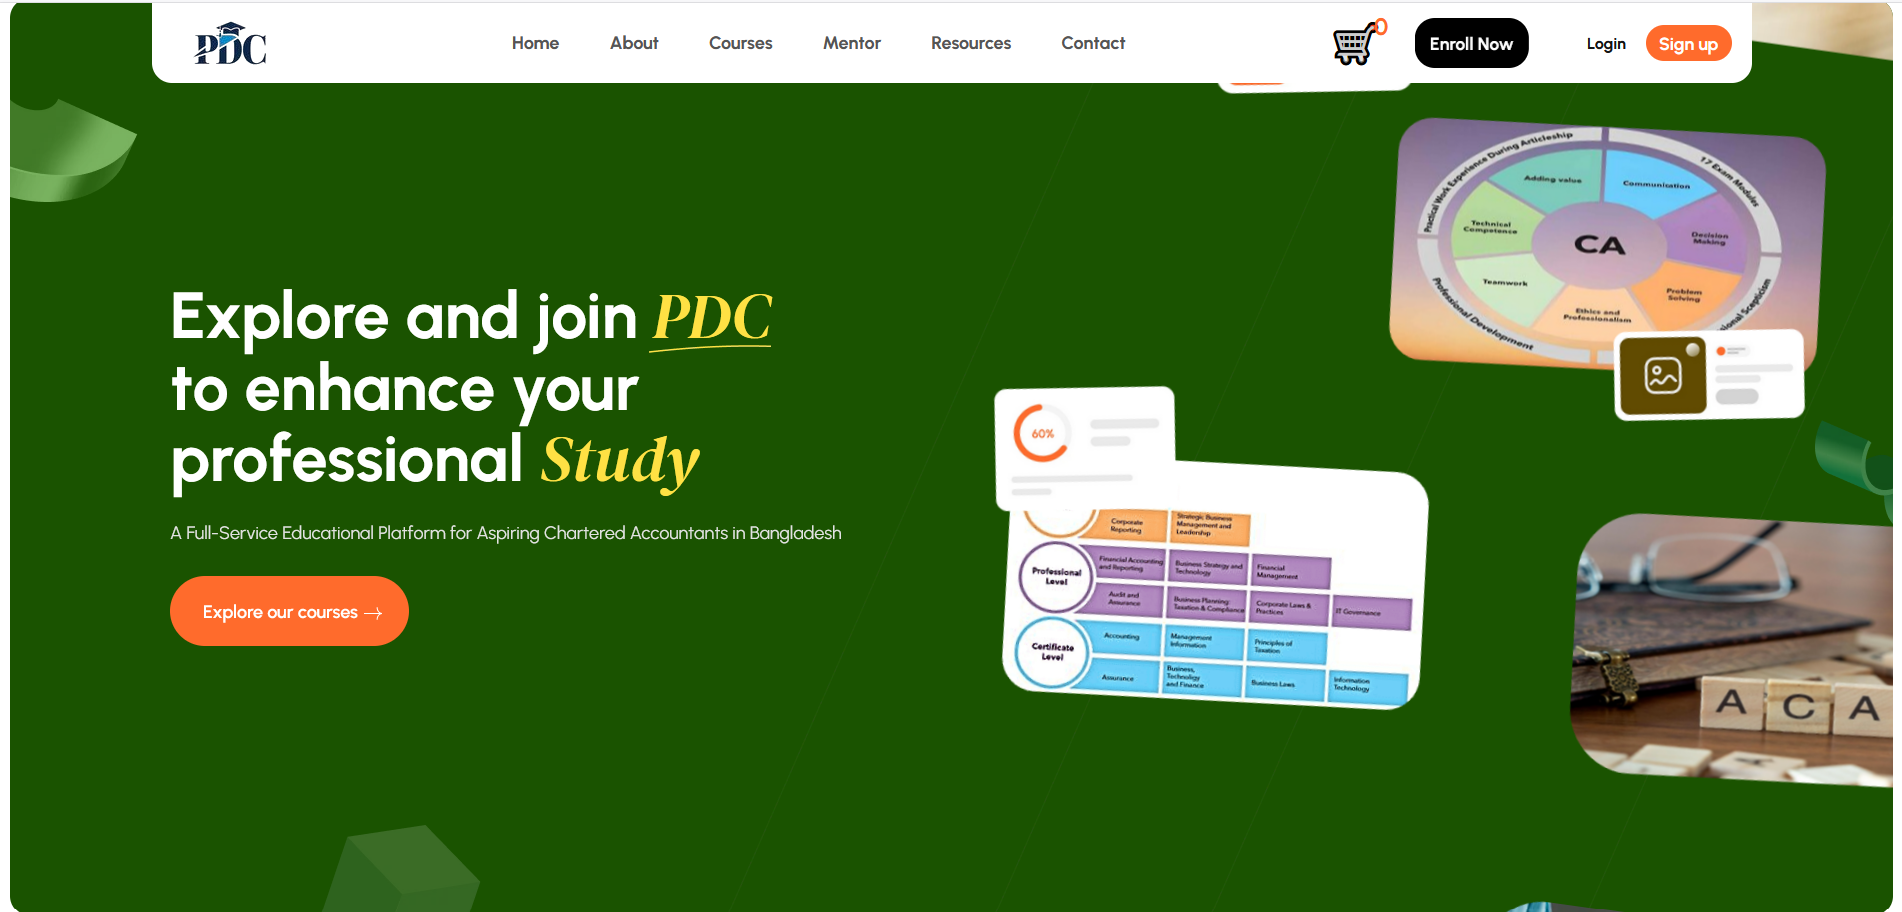 PDC
Home
About
Courses
Mentor
Resources
Contact
0
Enroll Now
Login
Sign up
Explore and join PDC
to enhance your
professional Study
A Full-Service Educational Platform for Aspiring Chartered Accountants in Bangladesh
Explore our courses →
Practical Work Experience During Articleship
17 Exam Modules
Adding value
Communication
Technical
Competence
Decision
Making
CA
Teamwork
Problem
Solving
Ethics and
Professionalism
Professional Development
Scepticism
60%
Corporate
Reporting
Strategic Business
Management and
Leadership
Professional
Level
Financial Accounting
and Reporting
Business Strategy and
Technology
Financial
Management
Audit and
Assurance
Business Planning:
Taxation & Compliance
Corporate Laws &
Practices
IT Governance
Certificate
Level
Accounting
Management
Information
Principles of
Taxation
Assurance
Business,
Technoligy
and Finance
Business Laws
Information
Technology
A C A